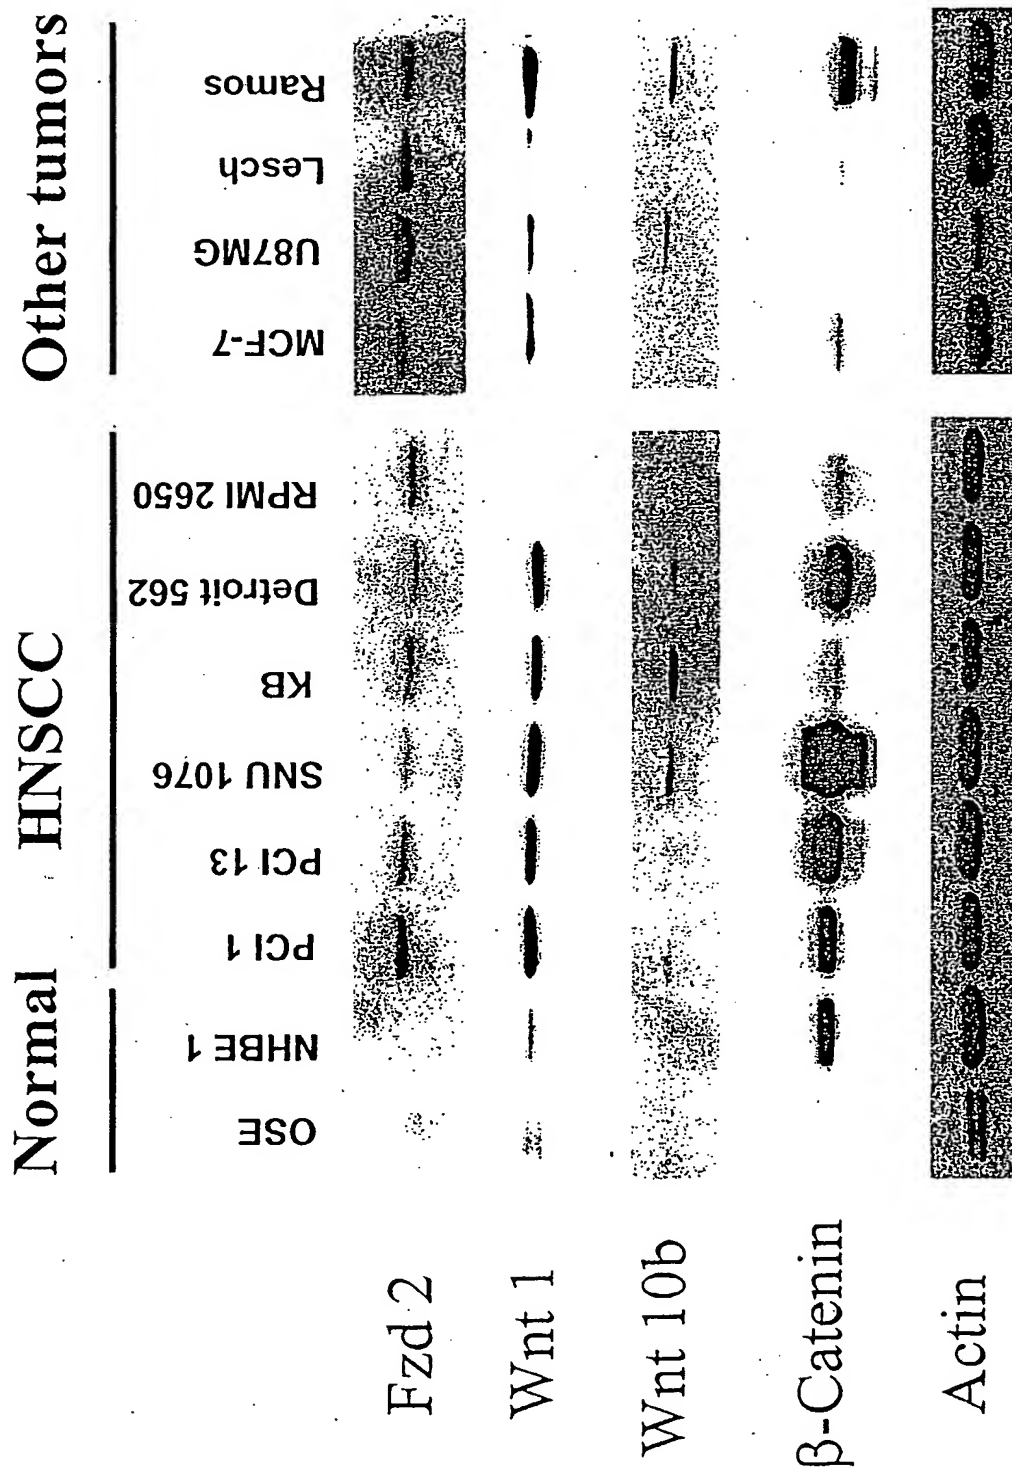 Normal HNSCC Other tumors
OSE NHBE 1 PCI 1 PCI 13 SNU 1076 KB Detroit 562 RPMI 2650 MCF-7 U87MG Lesch Ramos
Fzd 2
Wnt 1
Wnt 10b
β-Catenin
Actin